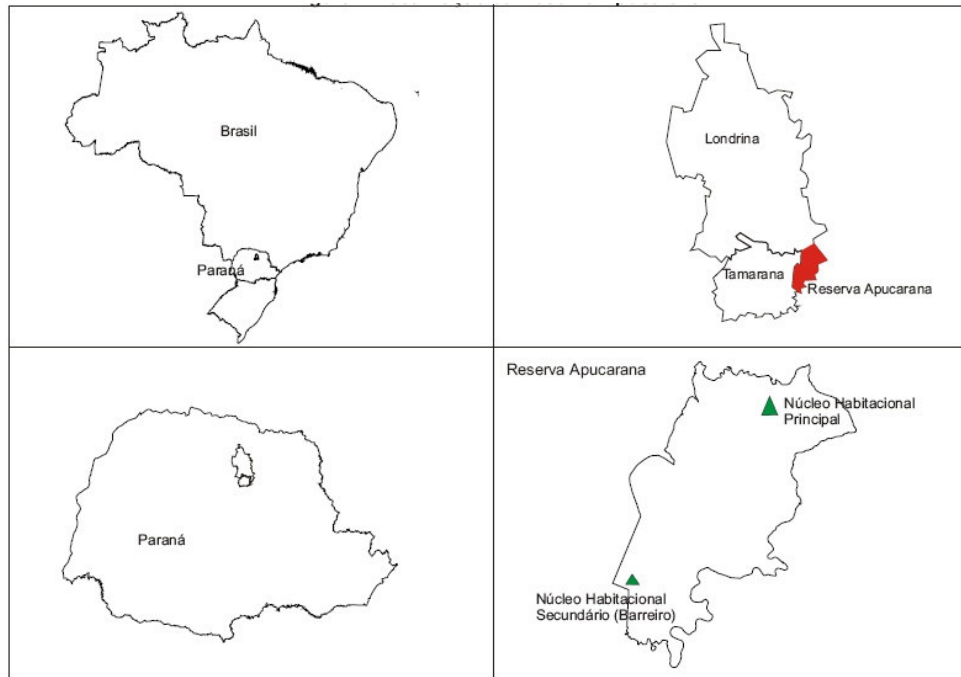 Brasil
Paraná
Londrina
Tamarana
Reserva Apucarana
Paraná
Reserva Apucarana
Núcleo Habitacional
Principal
Núcleo Habitacional
Secundário (Barreiro)